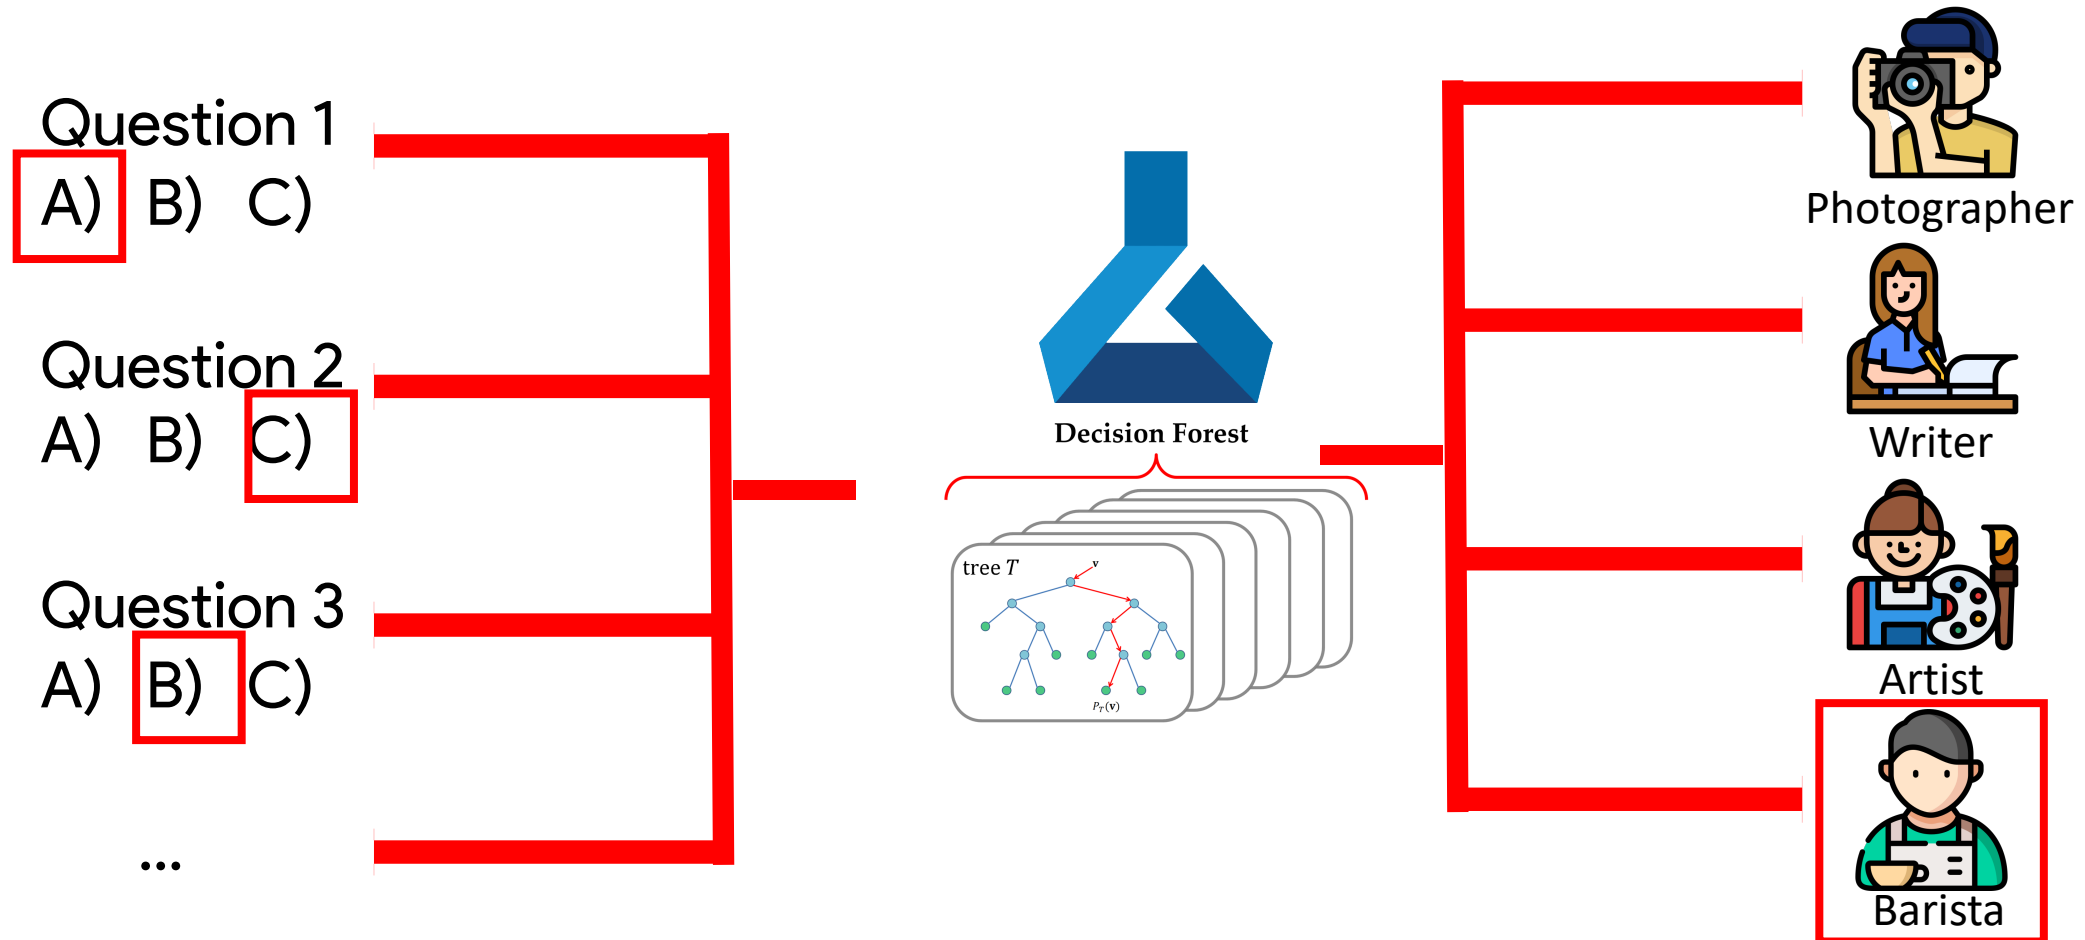 Question 1
A) B) C)
Question 2
A) B) C)
Question 3
A) B) C)
...
Decision Forest
tree T
v
P_T(v)
Photographer
Writer
Artist
Barista